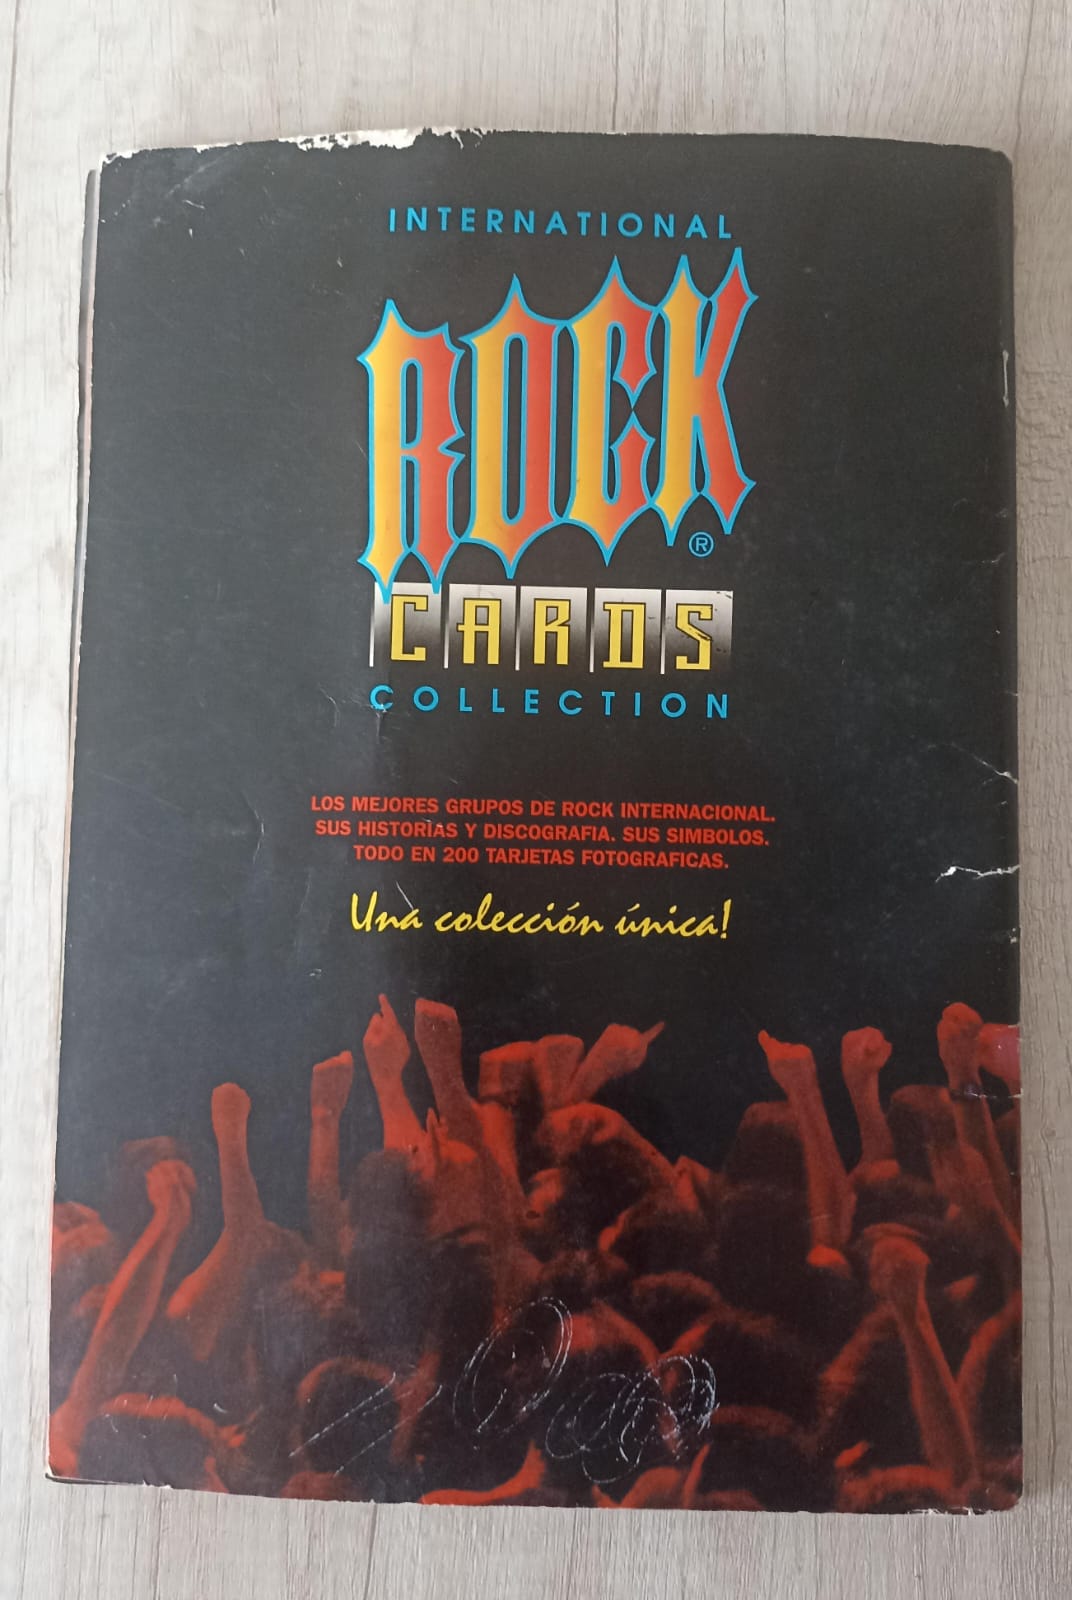 INTERNATIONAL
ROCK
®
CARDS
COLLECTION
LOS MEJORES GRUPOS DE ROCK INTERNACIONAL.
SUS HISTORIAS Y DISCOGRAFIA. SUS SIMBOLOS.
TODO EN 200 TARJETAS FOTOGRAFICAS.
Una colección única!